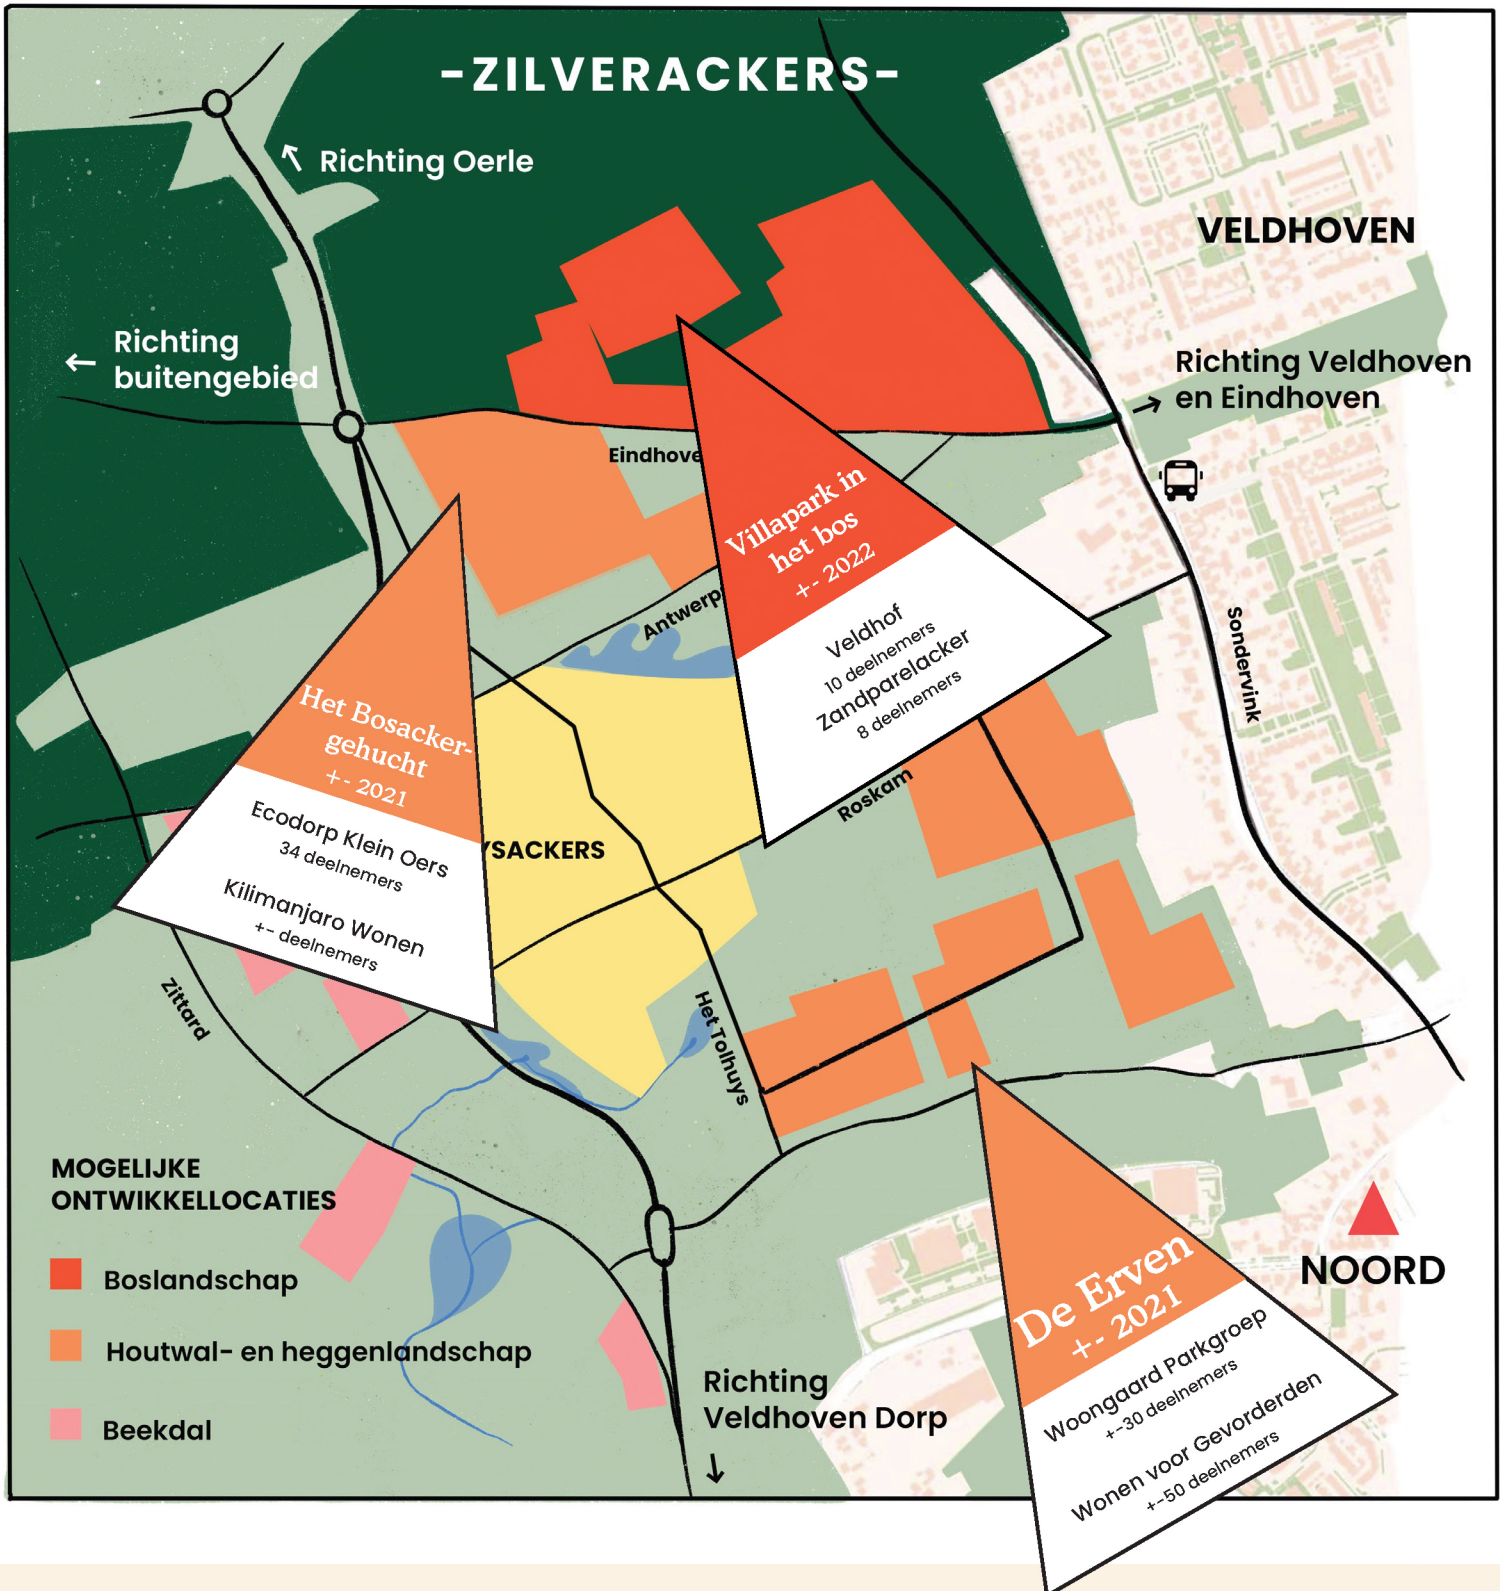 -ZILVERACKERS-
Richting Oerle
VELDHOVEN
Richting
buitengebied
Richting Veldhoven
en Eindhoven
Eindhove
Villapark in
het bos
+- 2022
Veldhof
10 deelnemers
Zandparelacker
8 deelnemers
Antwerp
Sondervink
Het Bosacker-
gehucht
+- 2021
Ecodorp Klein Oers
34 deelnemers
Kilimanjaro Wonen
+- deelnemers
Roskam
YSACKERS
Zittard
Het Tolhuys
MOGELIJKE
ONTWIKKELLOCATIES
Boslandschap
Houtwal- en heggenlandschap
Beekdal
NOORD
De Erven
+- 2021
Woongaard Parkgroep
+-30 deelnemers
Wonen voor Gevorderden
+-50 deelnemers
Richting
Veldhoven Dorp